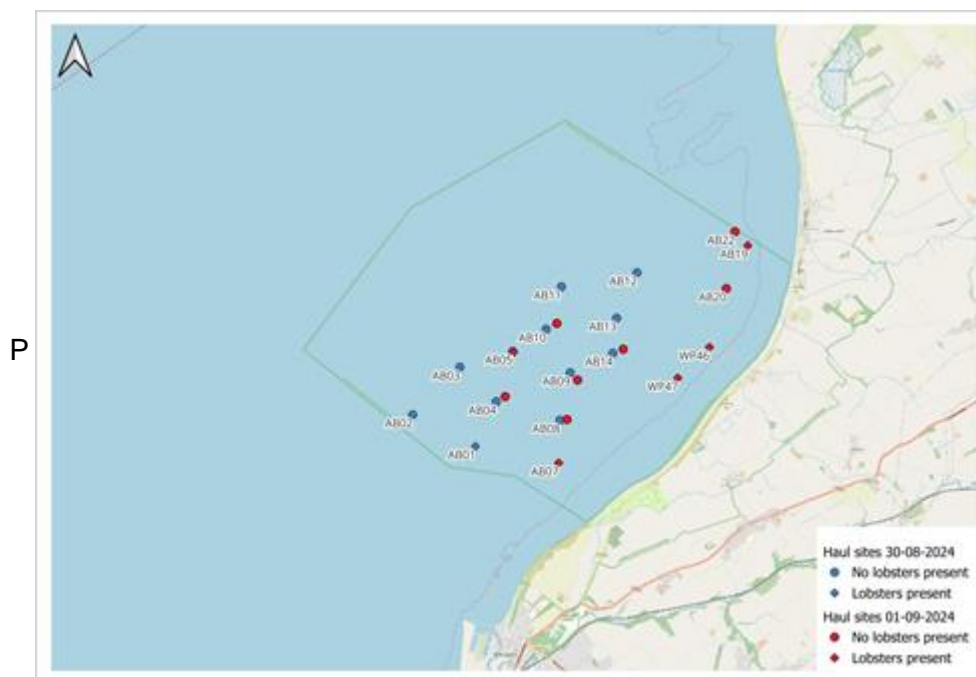 AB22
AB19
AB12
AB11
AB20
AB13
AB10
P
AB05
AB14
WP46
AB03
AB09
WP47
AB04
AB02
AB08
AB01
AB07
Haul sites 30-08-2024
No lobsters present
Lobsters present
Haul sites 01-09-2024
No lobsters present
Lobsters present